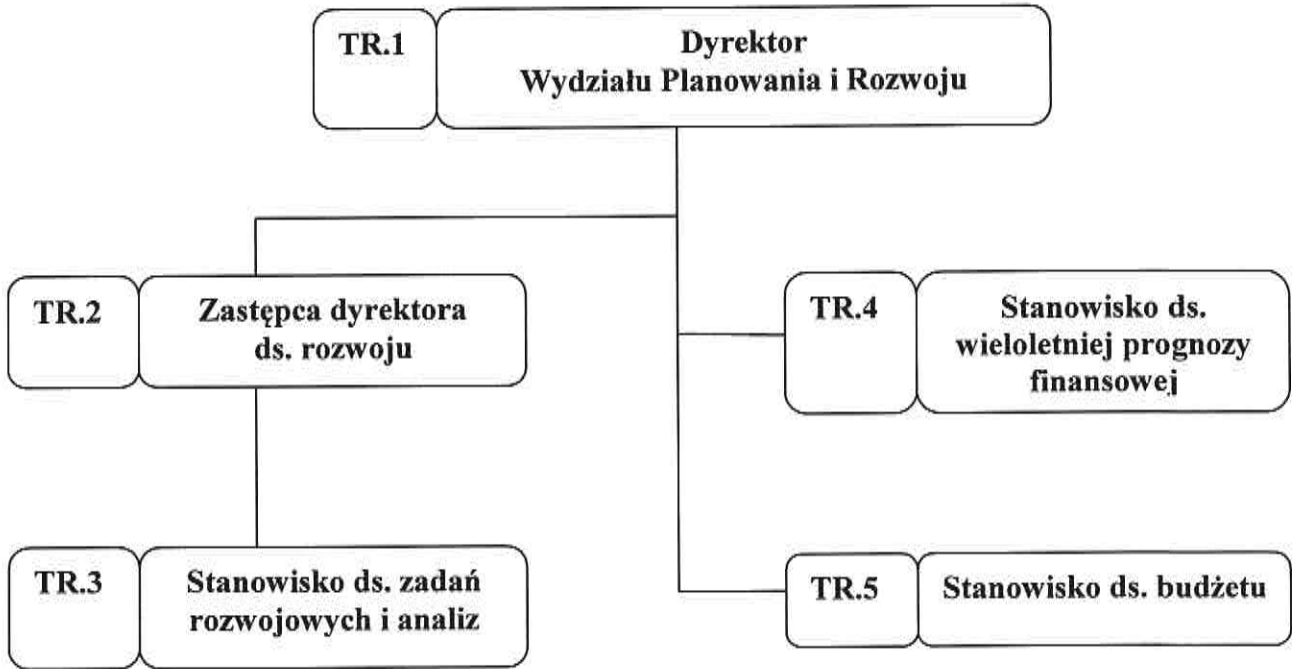 TR.1
Dyrektor
Wydziału Planowania i Rozwoju
TR.2
Zastępca dyrektora
ds. rozwoju
TR.4
Stanowisko ds.
wieloletniej prognozy
finansowej
TR.3
Stanowisko ds. zadań
rozwojowych i analiz
TR.5
Stanowisko ds. budżetu